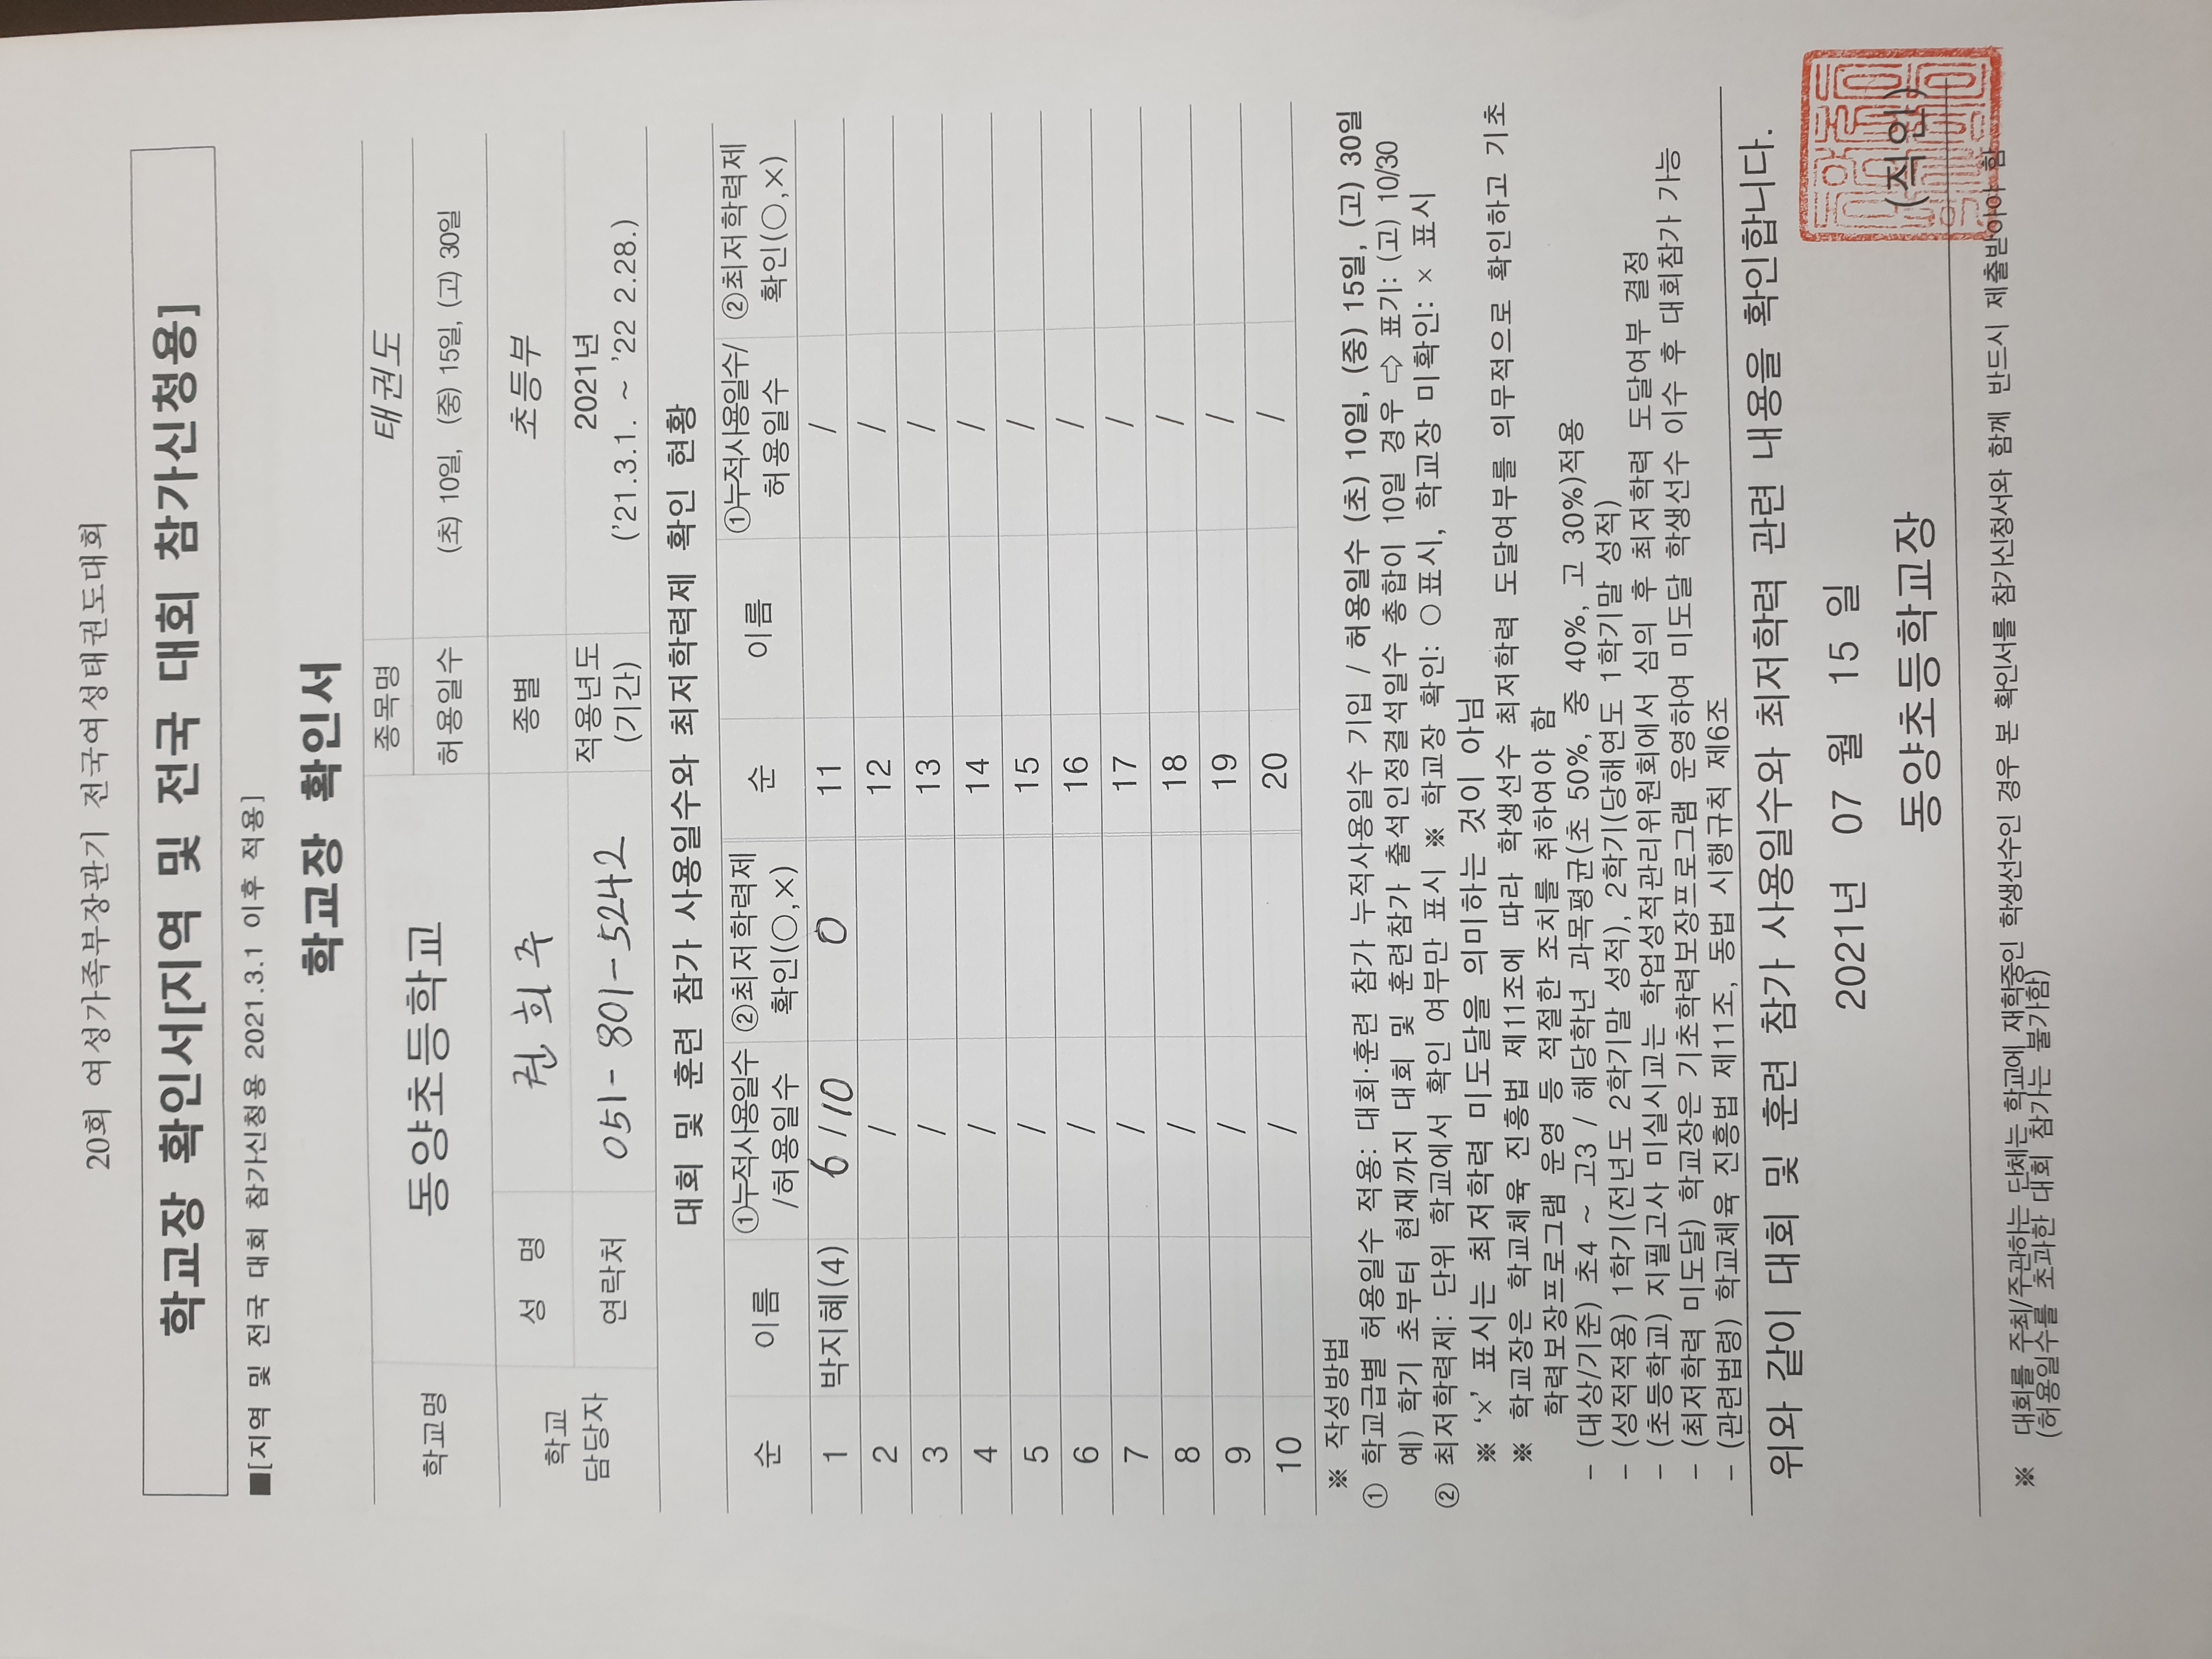 20회 여성가족부장관기 전국여성태권도대회
학교장 확인서[지역 및 전국 대회 참가신청용]
■[지역 및 전국 대회 참가신청용 2021.3.1 이후 적용]
학교장 확인서
학교명 동양초등학교 종목명 태권도
허용일수 (초) 10일, (중) 15일, (고) 30일
학교 담당자 성 명 권희주 종별 초등부
연락처 051-801-5242 적용년도 (기간) 2021년 ('21.3.1. ~ '22 2.28.)
대회 및 훈련 참가 사용일수와 최저학력제 확인 현황
순 이름 ①누적사용일수 /허용일수 ②최저학력제 확인(○,×) 순 이름 ①누적사용일수/ 허용일수 ②최저학력제 확인(○,×)
1 박지혜(4) 6/10 0 11 /
2 / 12 /
3 / 13 /
4 / 14 /
5 / 15 /
6 / 16 /
7 / 17 /
8 / 18 /
9 / 19 /
10 / 20 /
※ 작성방법
① 학교급별 허용일수 적용: 대회·훈련 참가 누적사용일수 기입 / 허용일수 (초) 10일, (중) 15일, (고) 30일
예) 학기 초부터 현재까지 대회 및 훈련참가 출석인정결석일수 총합이 10일 경우 ⇨ 표기: (고) 10/30
② 최저학력제: 단위 학교에서 확인 여부만 표시 ※ 학교장 확인: ○표시, 학교장 미확인: × 표시
※ '×' 표시는 최저학력 미도달을 의미하는 것이 아님
※ 학교장은 학교체육 진흥법 제11조에 따라 학생선수 최저학력 도달여부를 의무적으로 확인하고 기초
학력보장프로그램 운영 등 적절한 조치를 취하여야 함
- (대상/기준) 초4 ~ 고3 / 해당학년 과목평균(초 50%, 중 40%, 고 30%)적용
- (성적적용) 1학기(전년도 2학기말 성적), 2학기(당해연도 1학기말 성적)
- (초등학교) 지필고사 미실시교는 학업성적관리위원회에서 심의 후 최저학력 도달여부 결정
- (최저학력 미도달) 학교장은 기초학력보장프로그램 운영하여 미도달 학생선수 이수 후 대회참가 가능
- (관련법령) 학교체육 진흥법 제11조, 동법 시행규칙 제6조
위와 같이 대회 및 훈련 참가 사용일수와 최저학력 관련 내용을 확인합니다.
2021년 07 월 15 일
동양초등학교장 (직인)
※ 대회를 주최/주관하는 단체는 학교에 재학중인 학생선수인 경우 본 확인서를 참가신청서와 함께 반드시 제출받아야 함
(허용일수를 초과한 대회 참가는 불가함)